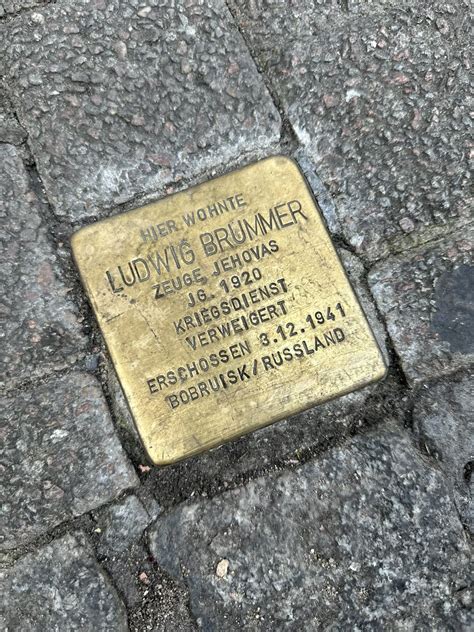 HIER WOHNTE
LUDWIG BRUMMER
ZEUGE JEHOVAS
JG. 1920
KRIEGSDIENST
VERWEIGERT
ERSCHOSSEN 3.12.1941
BOBRUISK/RUSSLAND